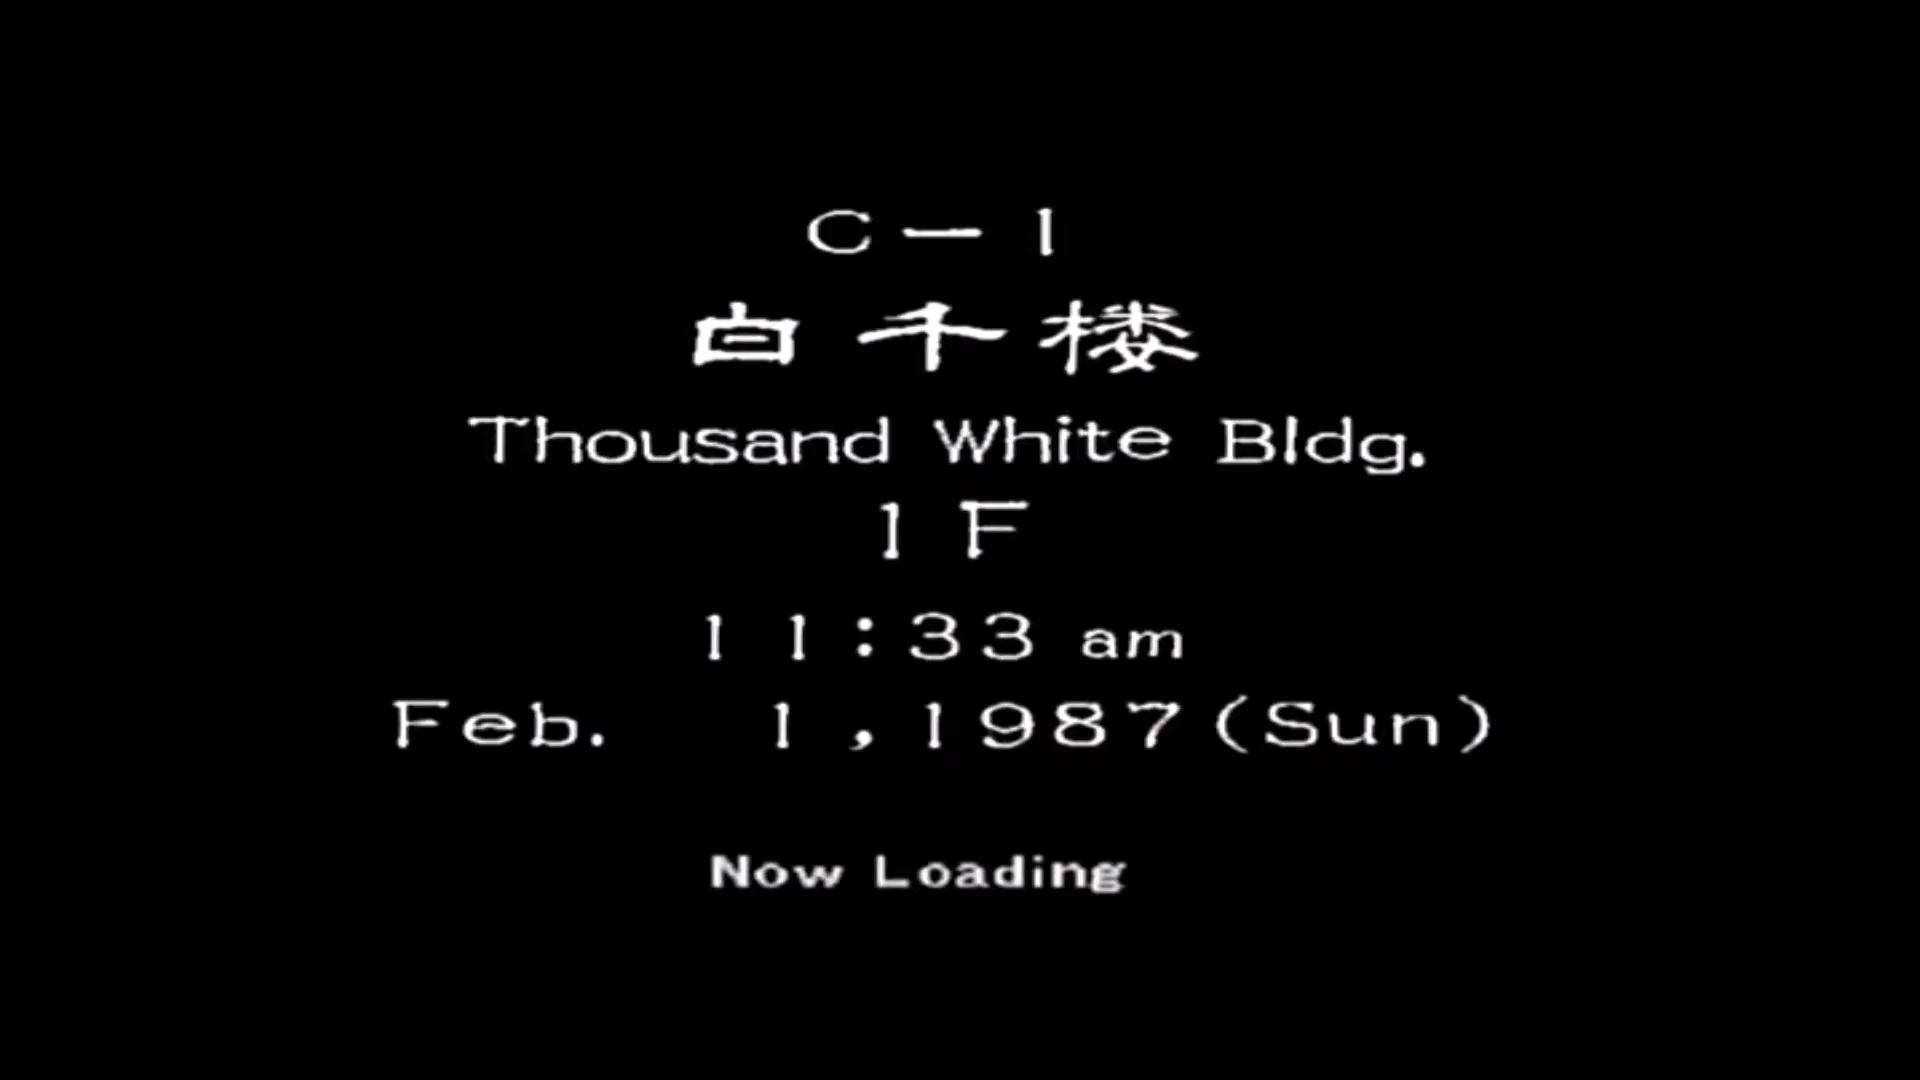 C－1
白千楼
Thousand White Bldg.
1F
11:33 am
Feb. 1,1987(Sun)
Now Loading